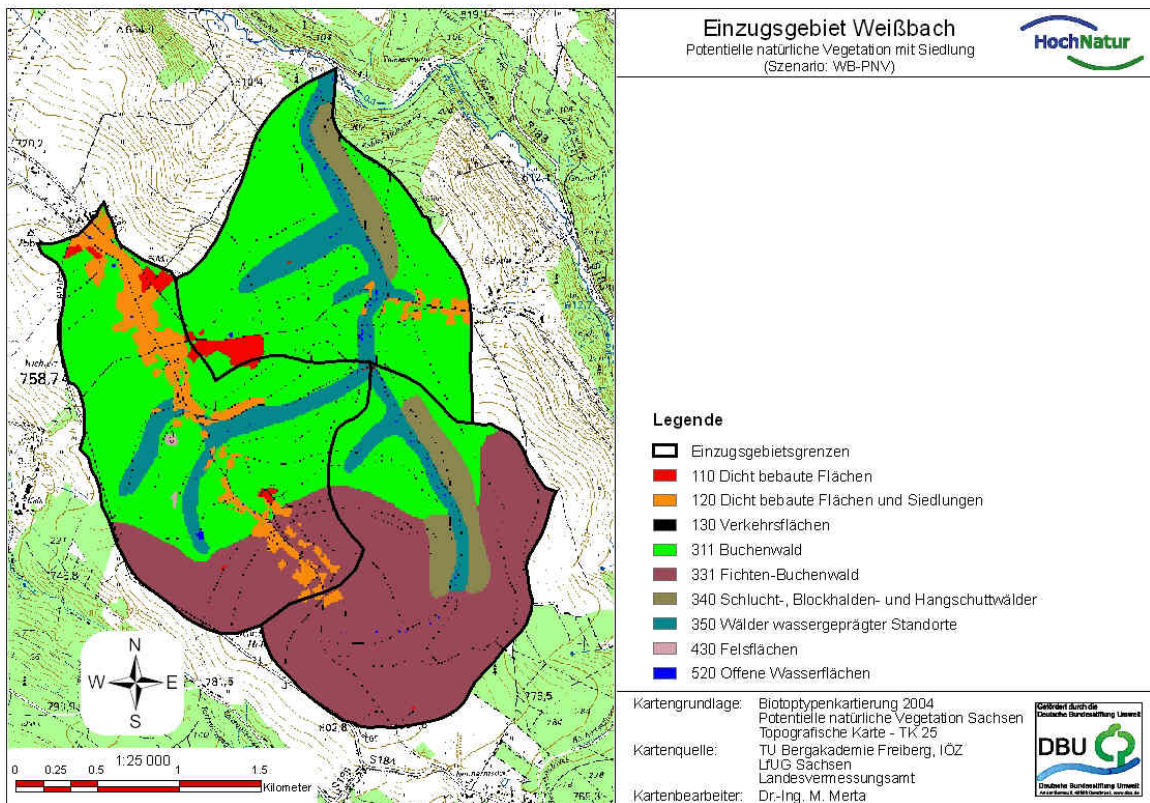 Einzugsgebiet Weißbach
Potentielle natürliche Vegetation mit Siedlung
(Szenario: WB-PNV)
HochNatur
758,7
W N E S
1:25 000
0 0.25 0.5 1 1.5
Kilometer
S184
Legende
Einzugsgebietsgrenzen
110 Dicht bebaute Flächen
120 Dicht bebaute Flächen und Siedlungen
130 Verkehrsflächen
311 Buchenwald
331 Fichten-Buchenwald
340 Schlucht-, Blockhalden- und Hangschuttwälder
350 Wälder wassergeprägter Standorte
430 Felsflächen
520 Offene Wasserflächen
Kartengrundlage: Biotoptypenkartierung 2004
Potentielle natürliche Vegetation Sachsen
Topografische Karte - TK 25
Kartenquelle: TU Bergakademie Freiberg, IÖZ
LfUG Sachsen
Landesvermessungsamt
Kartenbearbeiter: Dr.-Ing. M. Merta
Gefördert durch die
Deutsche Bundesstiftung Umwelt
DBU
Deutsche Bundesstiftung Umwelt